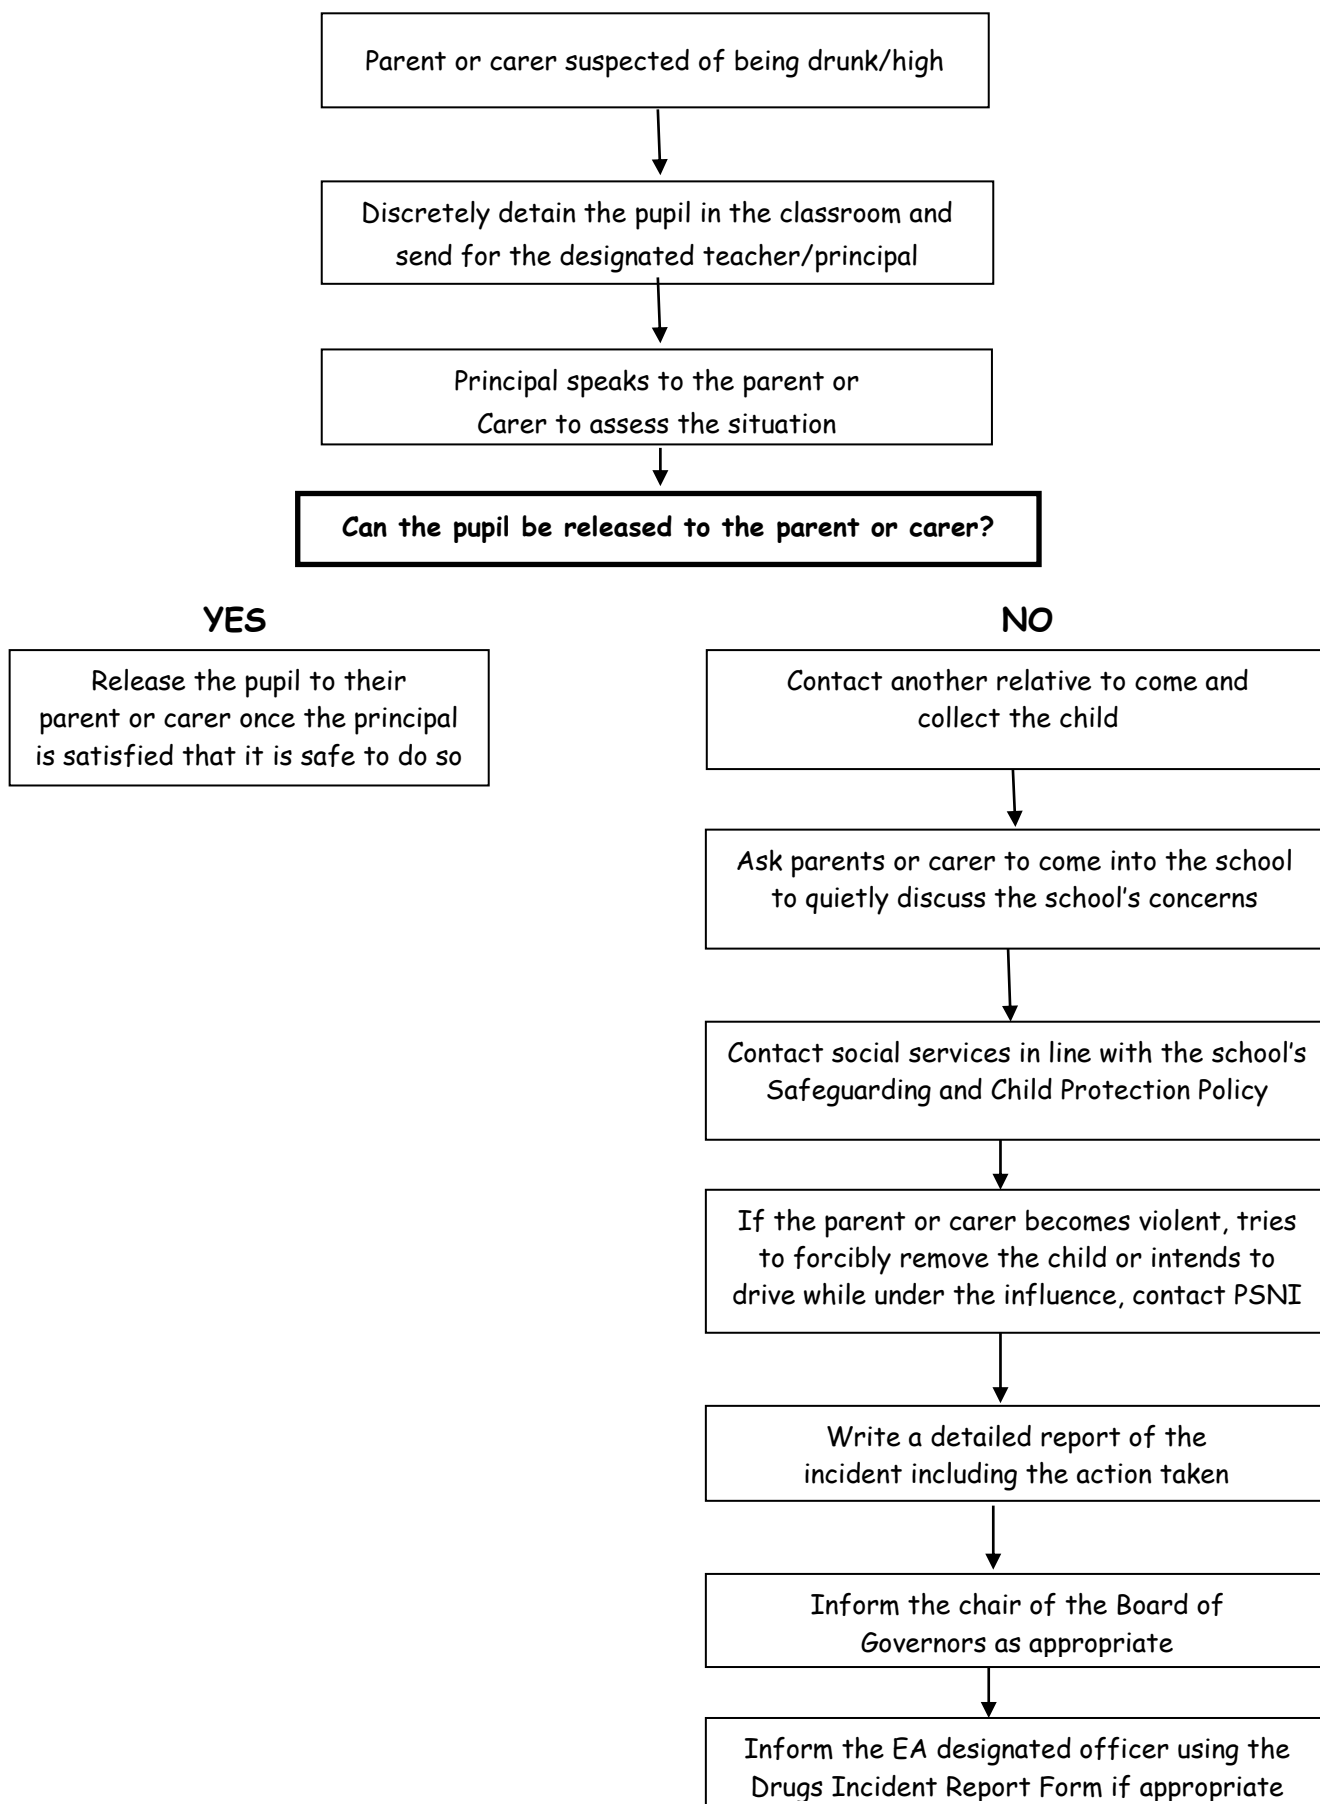 Parent or carer suspected of being drunk/high
Discretely detain the pupil in the classroom and
send for the designated teacher/principal
Principal speaks to the parent or
Carer to assess the situation
Can the pupil be released to the parent or carer?
YES
Release the pupil to their
parent or carer once the principal
is satisfied that it is safe to do so
NO
Contact another relative to come and
collect the child
Ask parents or carer to come into the school
to quietly discuss the school's concerns
Contact social services in line with the school's
Safeguarding and Child Protection Policy
If the parent or carer becomes violent, tries
to forcibly remove the child or intends to
drive while under the influence, contact PSNI
Write a detailed report of the
incident including the action taken
Inform the chair of the Board of
Governors as appropriate
Inform the EA designated officer using the
Drugs Incident Report Form if appropriate